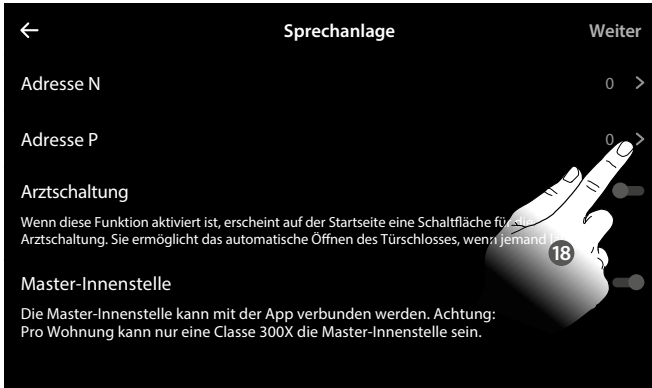 Sprechanlage
Weiter
Adresse N
0
Adresse P
0
Arztschaltung
Wenn diese Funktion aktiviert ist, erscheint auf der Startseite eine Schaltfläche für die
Arztschaltung. Sie ermöglicht das automatische Öffnen des Türschlosses, wenn jemand
18
Master-Innenstelle
Die Master-Innenstelle kann mit der App verbunden werden. Achtung:
Pro Wohnung kann nur eine Classe 300X die Master-Innenstelle sein.